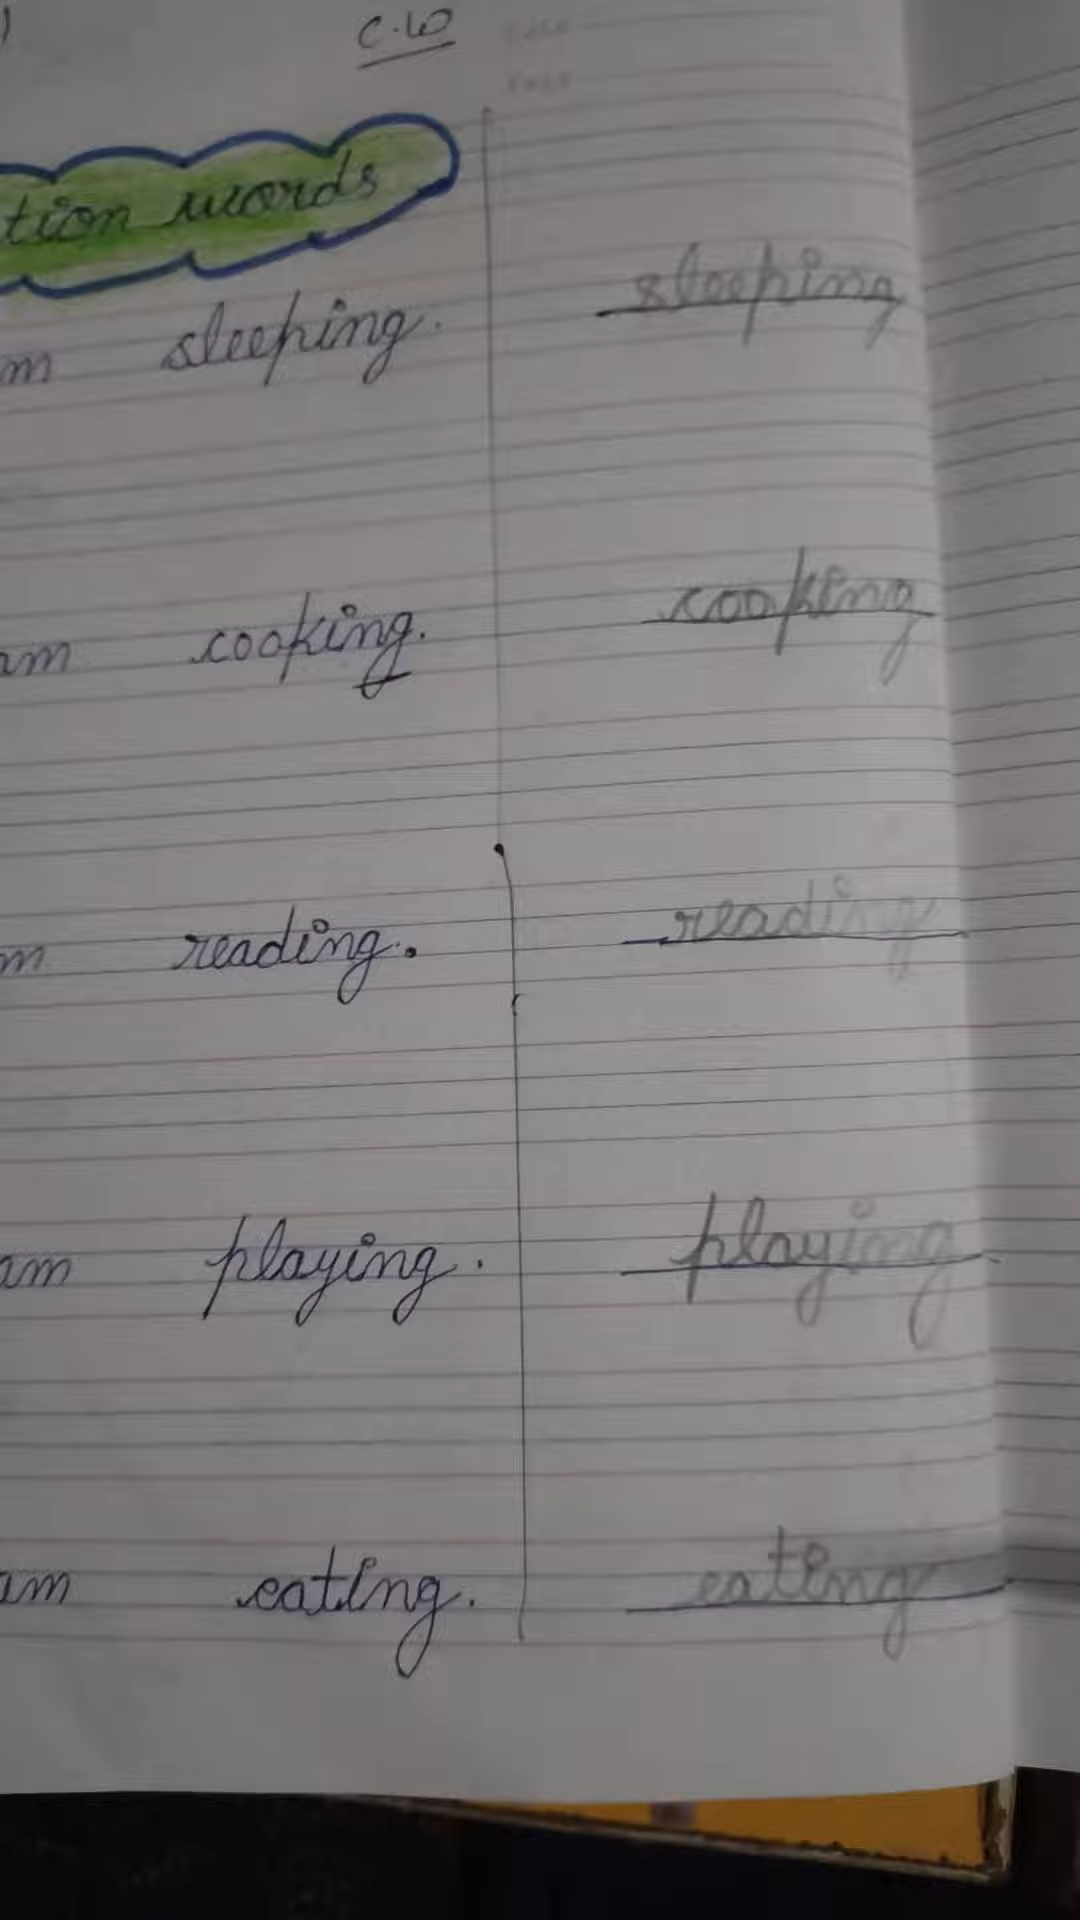 C.W
tion words
m sleeping. sleeping
am cooking. cooking
m reading. reading
am playing. playing
am eating. eating